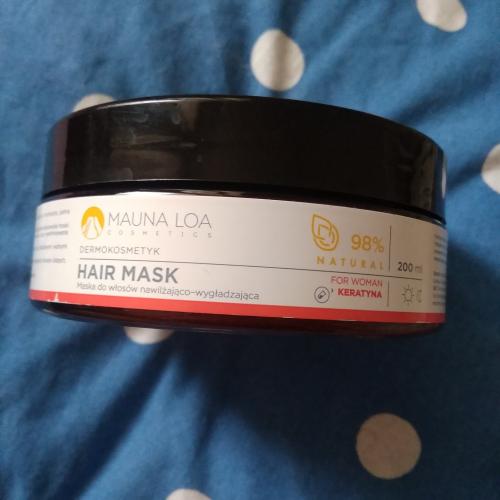 MAUNA LOA
COSMETICS
DERMOKOSMETYK
HAIR MASK
Maska do włosów nawilżająco-wygładzająca
98%
NATURAL
200 ml
FOR WOMAN
KERATYNA